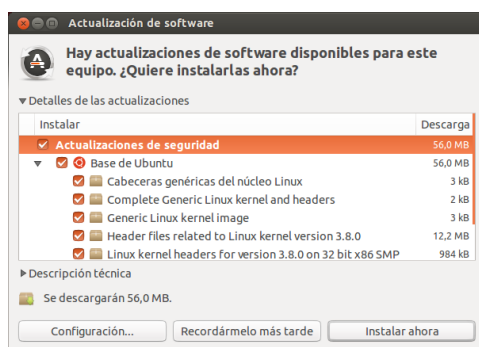 Actualización de software
Hay actualizaciones de software disponibles para este
equipo. ¿Quiere instalarlas ahora?
Detalles de las actualizaciones
Instalar Descarga
Actualizaciones de seguridad 56,0 MB
Base de Ubuntu 56,0 MB
Cabeceras genéricas del núcleo Linux 3 kB
Complete Generic Linux kernel and headers 2 kB
Generic Linux kernel image 3 kB
Header files related to Linux kernel version 3.8.0 12,2 MB
Linux kernel headers for version 3.8.0 on 32 bit x86 SMP 984 kB
Descripción técnica
Se descargarán 56,0 MB.
Configuración... Recordármelo más tarde Instalar ahora